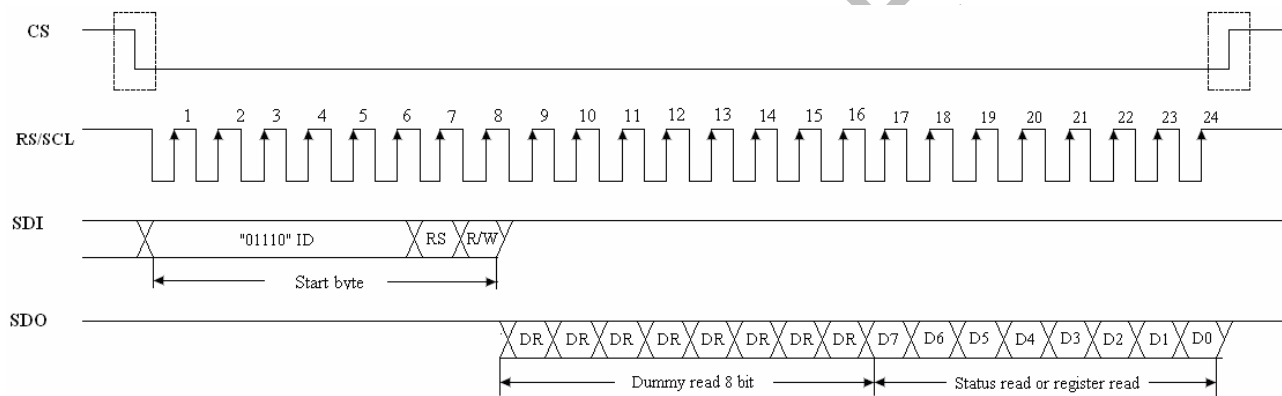 CS
1 2 3 4 5 6 7 8 9 10 11 12 13 14 15 16 17 18 19 20 21 22 23 24
RS/SCL
SDI
"01110" ID RS R/W
Start byte
SDO
DR DR DR DR DR DR DR DR D7 D6 D5 D4 D3 D2 D1 D0
Dummy read 8 bit Status read or register read